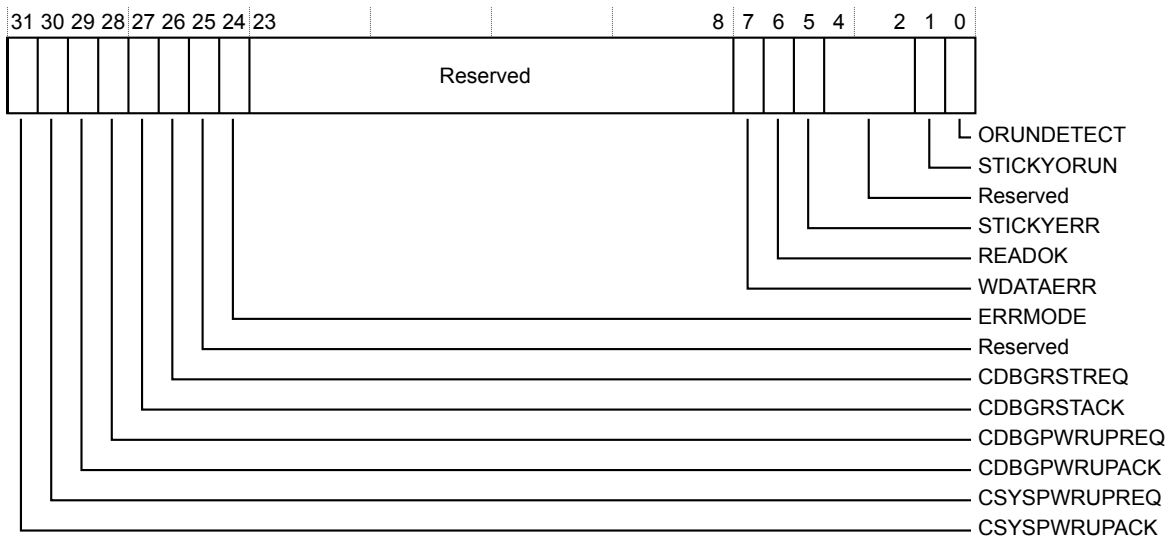 31 30 29 28 27 26 25 24 23 8 7 6 5 4 2 1 0
Reserved
ORUNDETECT
STICKYORUN
Reserved
STICKYERR
READOK
WDATAERR
ERRMODE
Reserved
CDBGRSTREQ
CDBGRSTACK
CDBGPWRUPREQ
CDBGPWRUPACK
CSYSPWRUPREQ
CSYSPWRUPACK